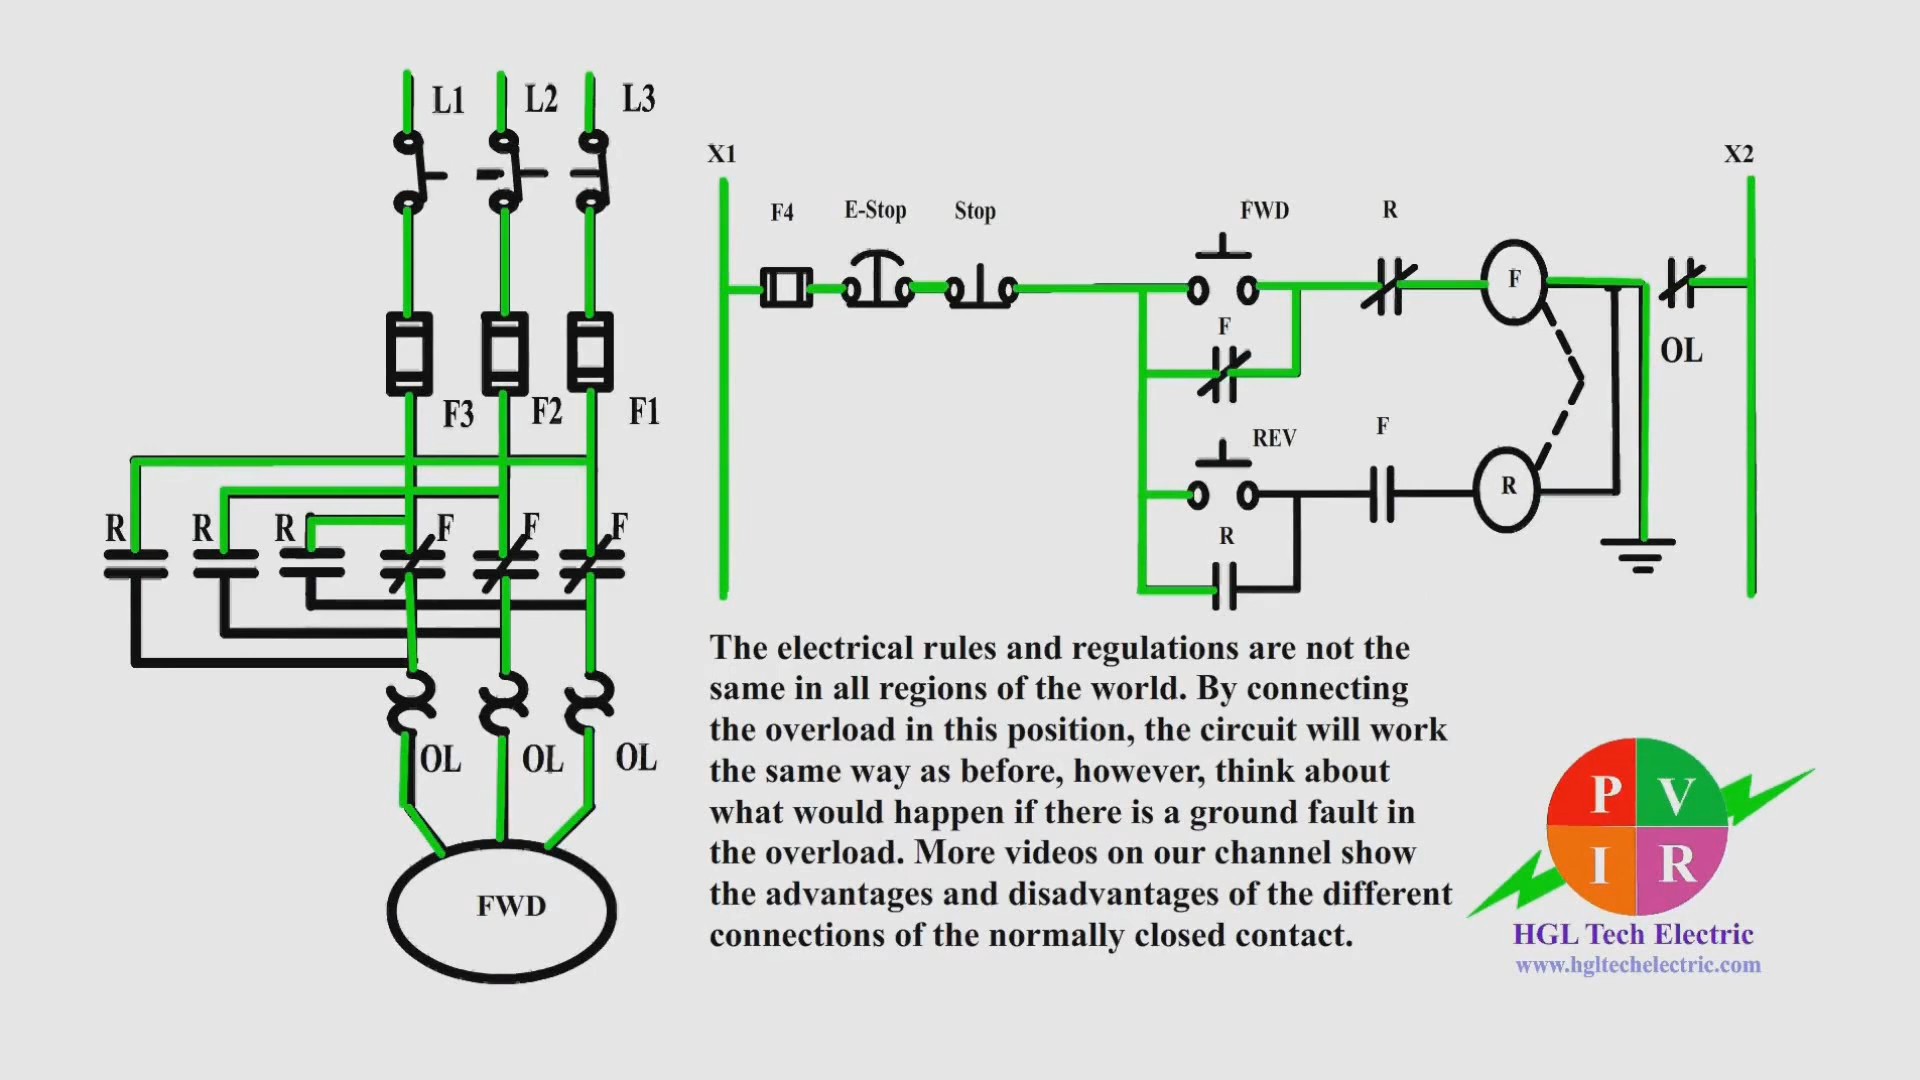 L1 L2 L3
X1 X2
F4 E-Stop Stop FWD R
F
F
OL
F3 F2 F1
REV F
R
R R R F F F
R
OL OL OL
FWD
The electrical rules and regulations are not the
same in all regions of the world. By connecting
the overload in this position, the circuit will work
the same way as before, however, think about
what would happen if there is a ground fault in
the overload. More videos on our channel show
the advantages and disadvantages of the different
connections of the normally closed contact.
P V
I R
HGL Tech Electric
www.hgltechelectric.com